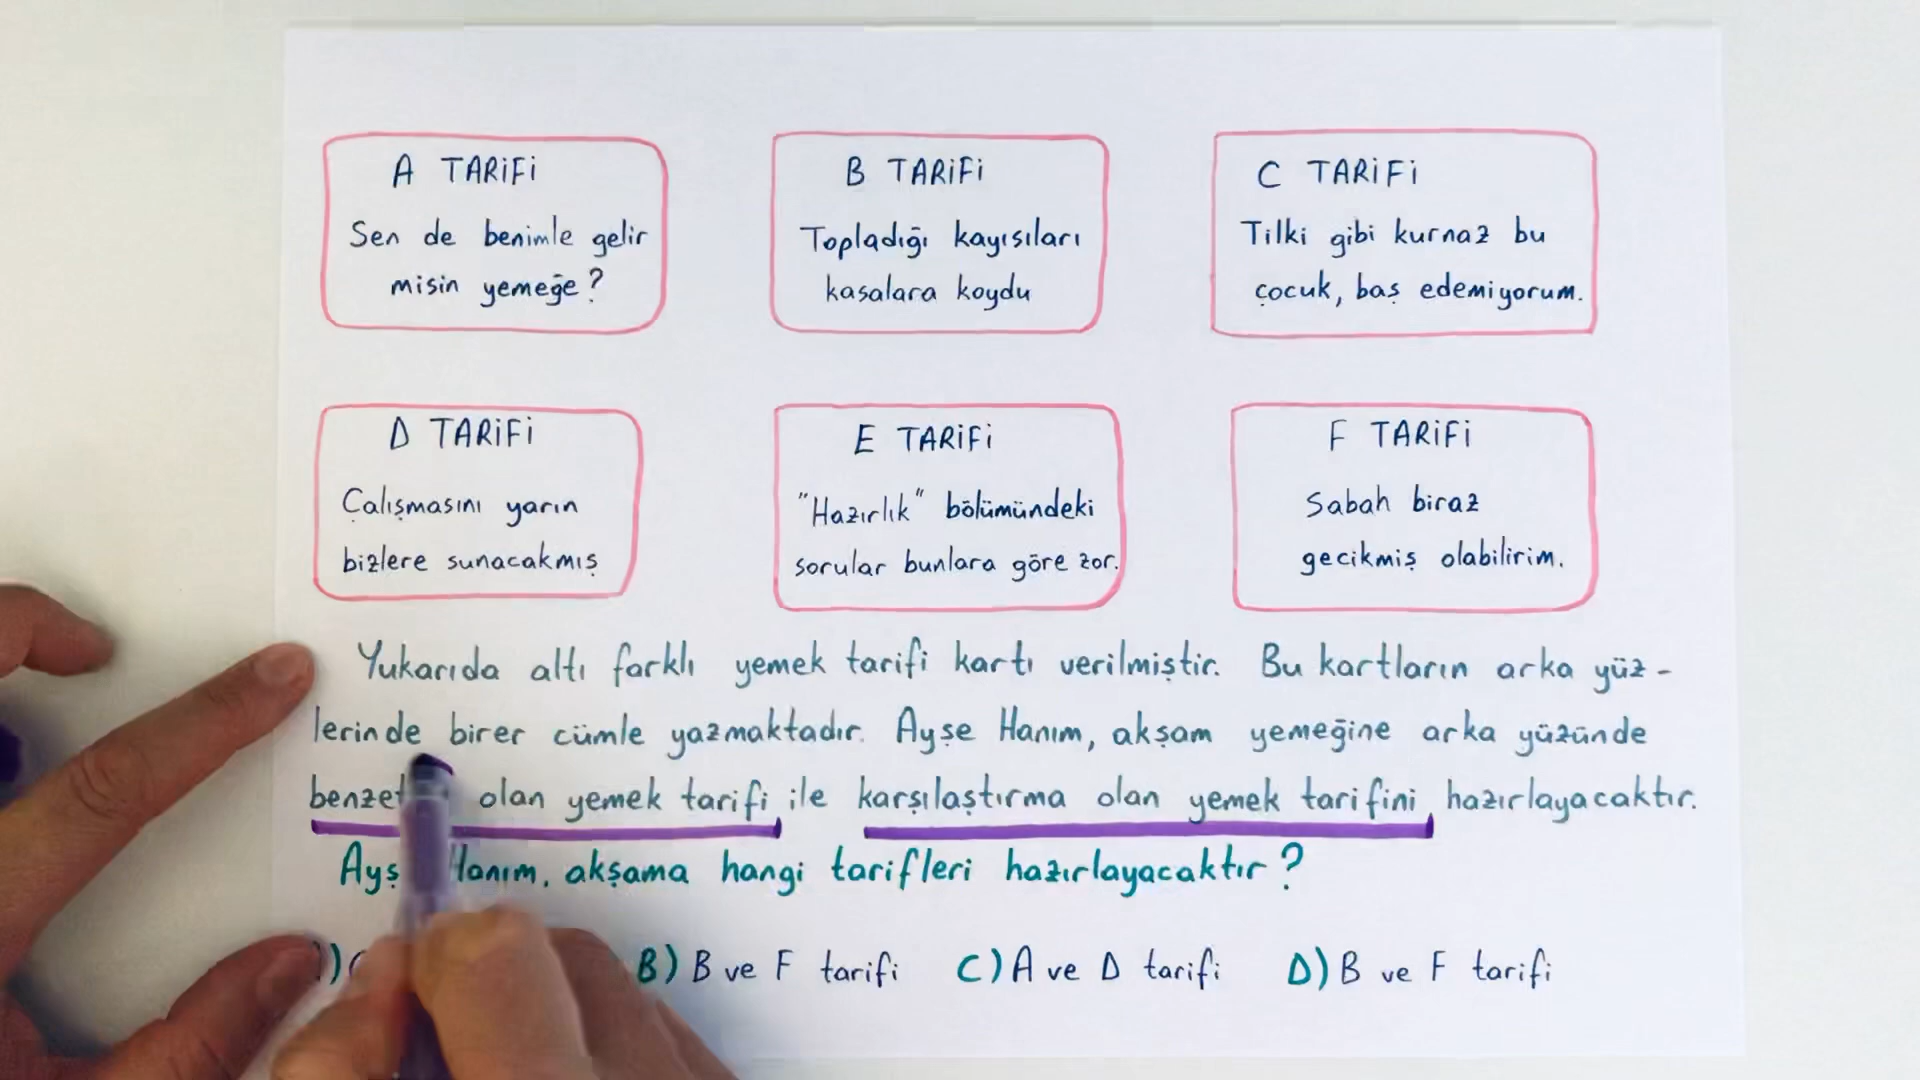 A TARİFİ
Sen de benimle gelir
misin yemeğe?
B TARİFİ
Topladığı kayısıları
kasalara koydu
C TARİFİ
Tilki gibi kurnaz bu
çocuk, baş edemiyorum.
D TARİFİ
Çalışmasını yarın
bizlere sunacakmış
E TARİFİ
"Hazırlık" bölümündeki
sorular bunlara göre zor.
F TARİFİ
Sabah biraz
gecikmiş olabilirim.
Yukarıda altı farklı yemek tarifi kartı verilmiştir. Bu kartların arka yüz-
lerinde birer cümle yazmaktadır. Ayşe Hanım, akşam yemeğine arka yüzünde
olan yemek tarifi ile karşılaştırma olan yemek tarifini hazırlayacaktır.
Hanım, akşama hangi tarifleri hazırlayacaktır?
B) B ve F tarifi C) A ve D tarifi D) B ve F tarifi